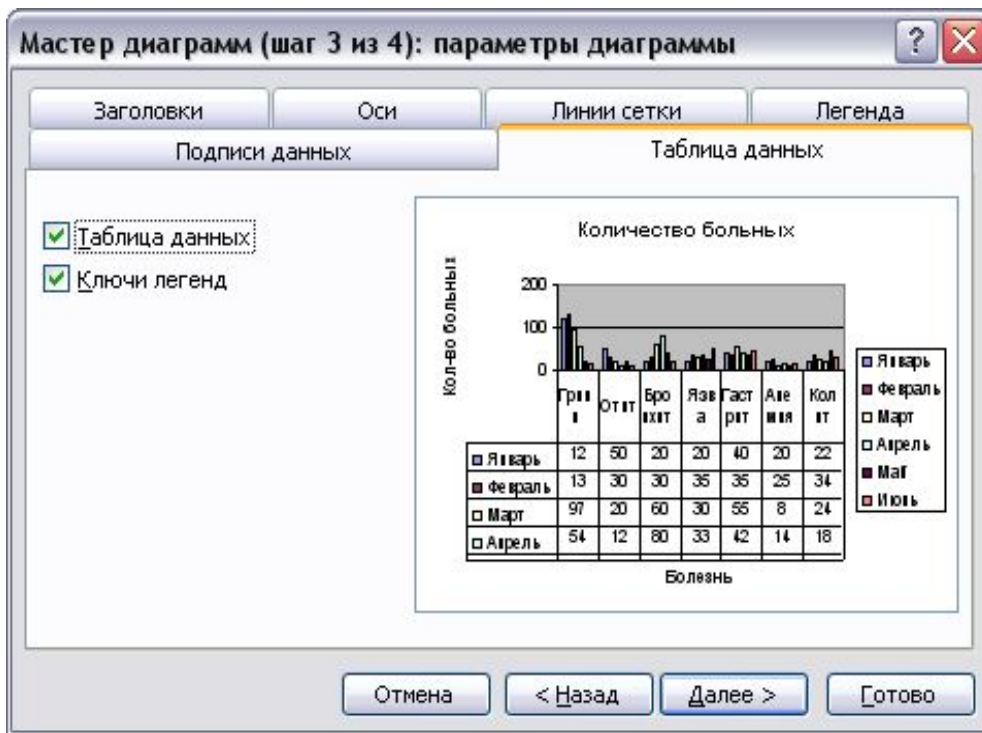 Мастер диаграмм (шаг 3 из 4): параметры диаграммы
Заголовки Оси Линии сетки Легенда
Подписи данных Таблица данных
Таблица данных
Ключи легенд
Количество больных
Кол-во больных
200
100
0
Грип п Отит Бро нхит Язв а Гаст рит Ане мия Кол ит
Январь 12 50 20 20 40 20 22
Февраль 13 30 30 35 35 25 34
Март 97 20 60 30 55 8 24
Апрель 54 12 80 33 42 14 18
Болезнь
Январь
Февраль
Март
Апрель
Май
Июнь
Отмена < Назад Далее > Готово